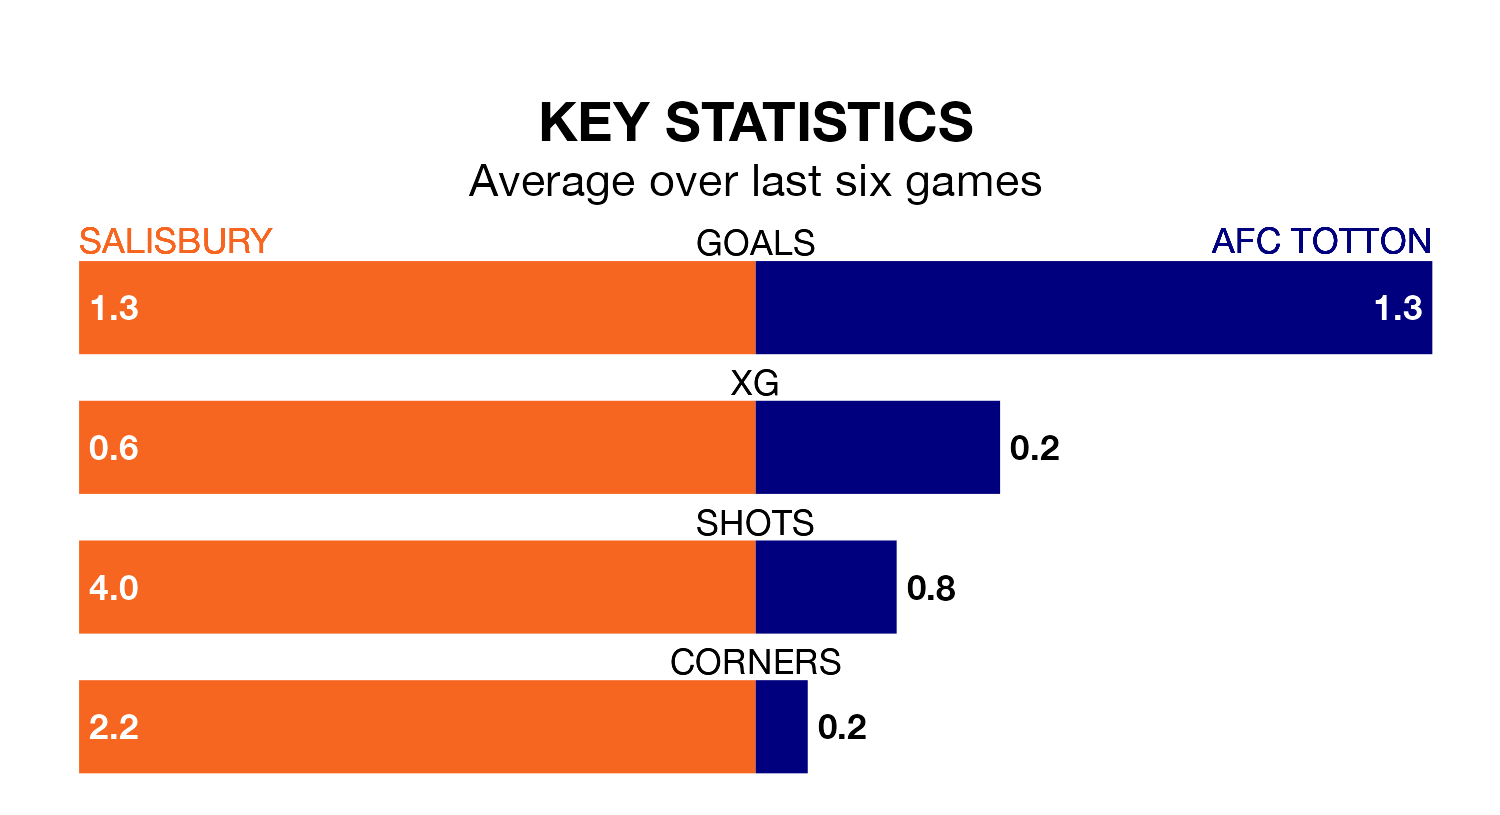 KEY STATISTICS
Average over last six games
SALISBURY GOALS AFC TOTTON
1.3 1.3
XG
0.6 0.2
SHOTS
4.0 0.8
CORNERS
2.2 0.2